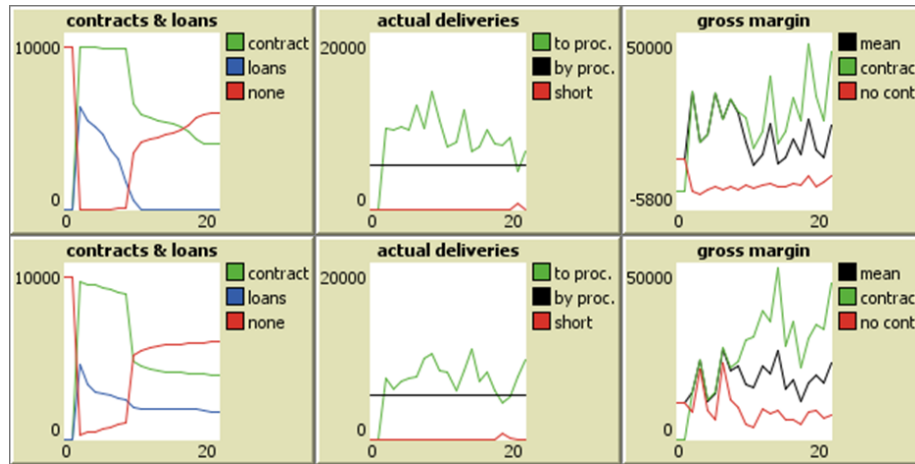 contracts & loans
10000
0
0
20
contract
loans
none
actual deliveries
20000
0
0
20
to proc.
by proc.
short
gross margin
50000
-5800
0
20
mean
contrac
no cont
contracts & loans
10000
0
0
20
contract
loans
none
actual deliveries
20000
0
0
20
to proc.
by proc.
short
gross margin
50000
0
0
20
mean
contrac
no cont